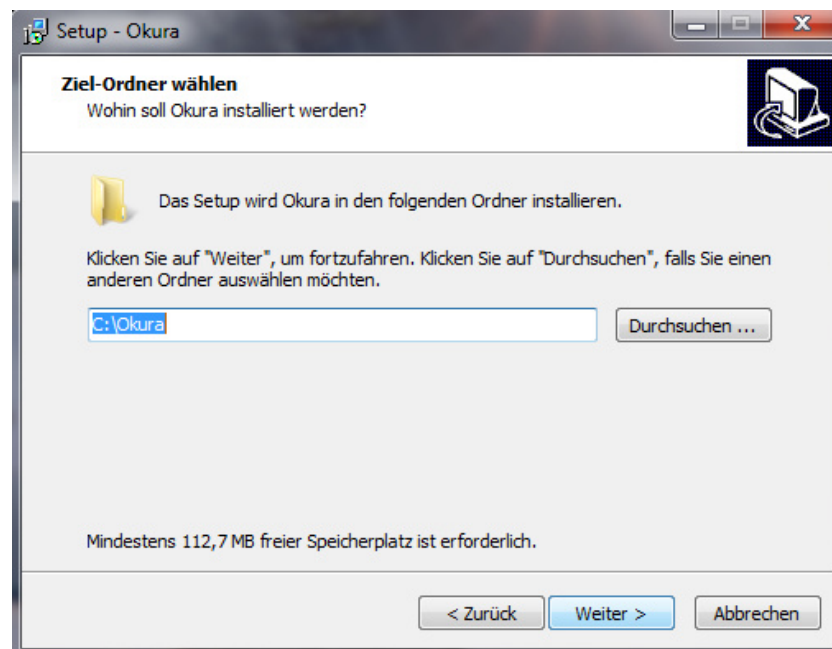 Setup - Okura
Ziel-Ordner wählen
Wohin soll Okura installiert werden?
Das Setup wird Okura in den folgenden Ordner installieren.
Klicken Sie auf "Weiter", um fortzufahren. Klicken Sie auf "Durchsuchen", falls Sie einen
anderen Ordner auswählen möchten.
C:\Okura
Durchsuchen ...
Mindestens 112,7 MB freier Speicherplatz ist erforderlich.
< Zurück
Weiter >
Abbrechen